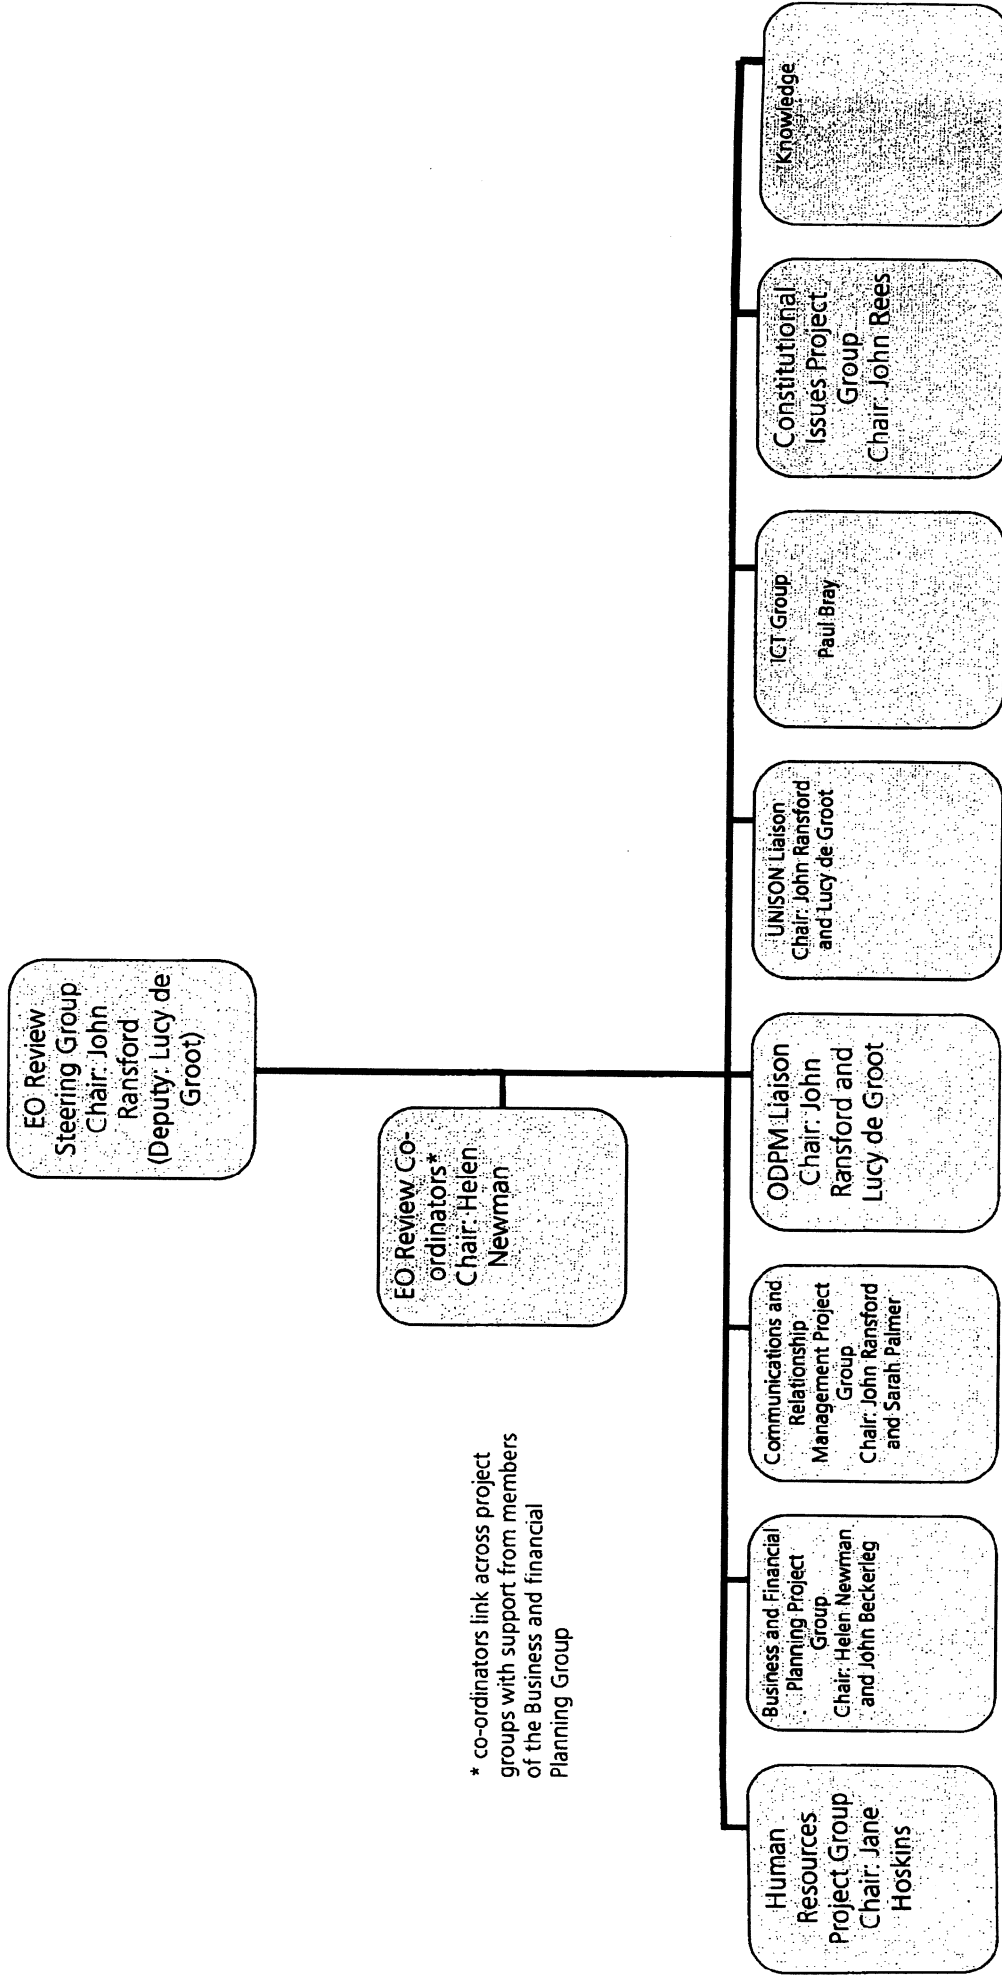 EO Review
Steering Group
Chair: John
Ransford
(Deputy: Lucy de
Groot)
EO Review Co-
ordinators*
Chair: Helen
Newman
* co-ordinators link across project
groups with support from members
of the Business and financial
Planning Group
Human
Resources
Project Group
Chair: Jane
Hoskins
Business and Financial
Planning Project
Group
Chair: Helen Newman
and John Beckerleg
Communications and
Relationship
Management Project
Group
Chair: John Ransford
and Sarah Palmer
ODPM Liaison
Chair: John
Ransford and
Lucy de Groot
UNISON Liaison
Chair: John Ransford
and Lucy de Groot
ICT Group
Paul Bray
Constitutional
Issues Project
Group
Chair: John Rees
Knowledge